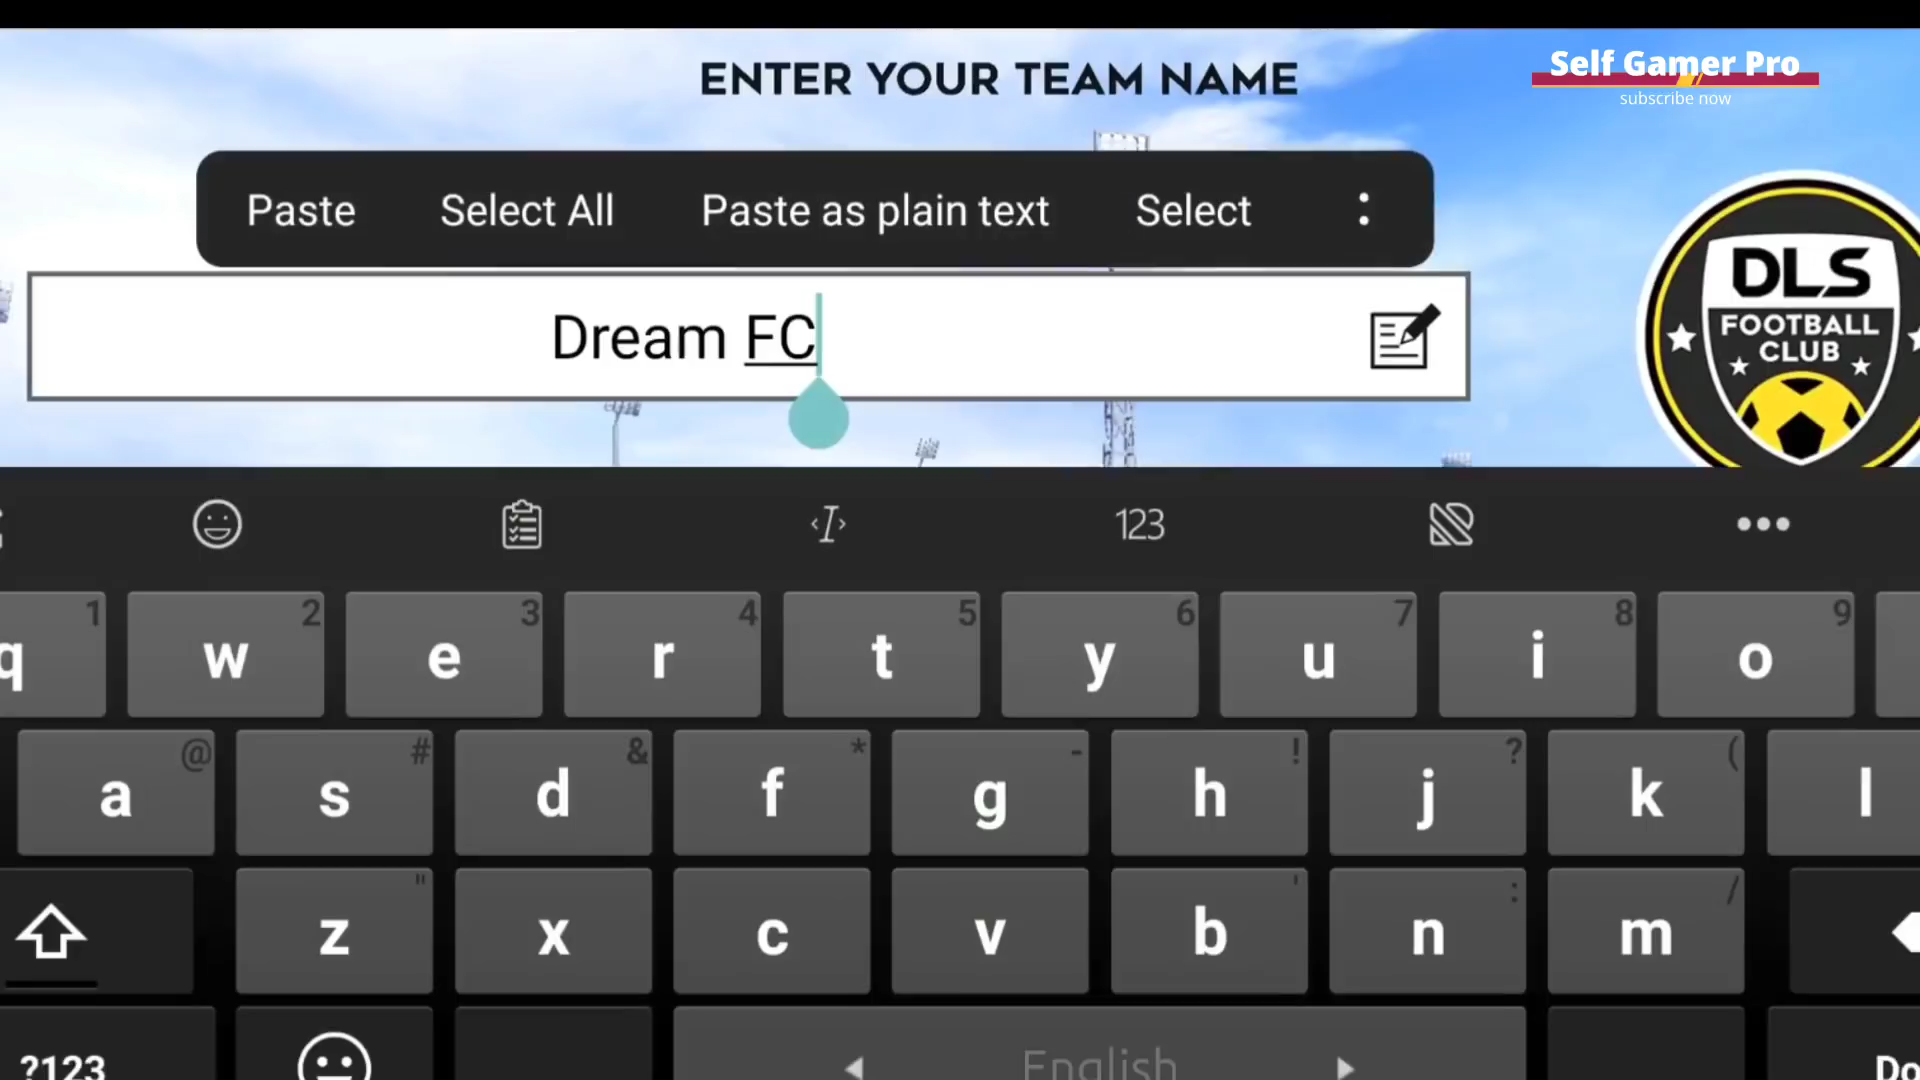 ENTER YOUR TEAM NAME
Self Gamer Pro
subscribe now
Paste Select All Paste as plain text Select
Dream FC
DLS
FOOTBALL
CLUB
123
1 2 3 4 5 6 7 8 9
q w e r t y u i o
@ # & * - ! ? (
a s d f g h j k l
" ' : /
z x c v b n m
?123 English Do